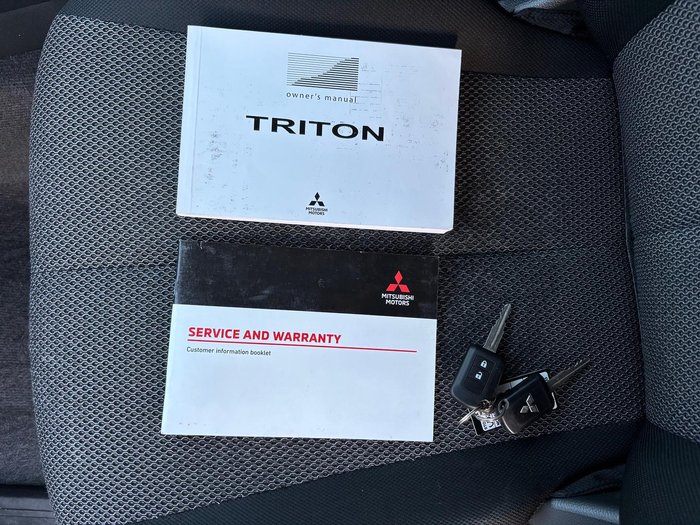 owner's manual
TRITON
MITSUBISHI
MOTORS
MITSUBISHI
MOTORS
SERVICE AND WARRANTY
Customer information booklet